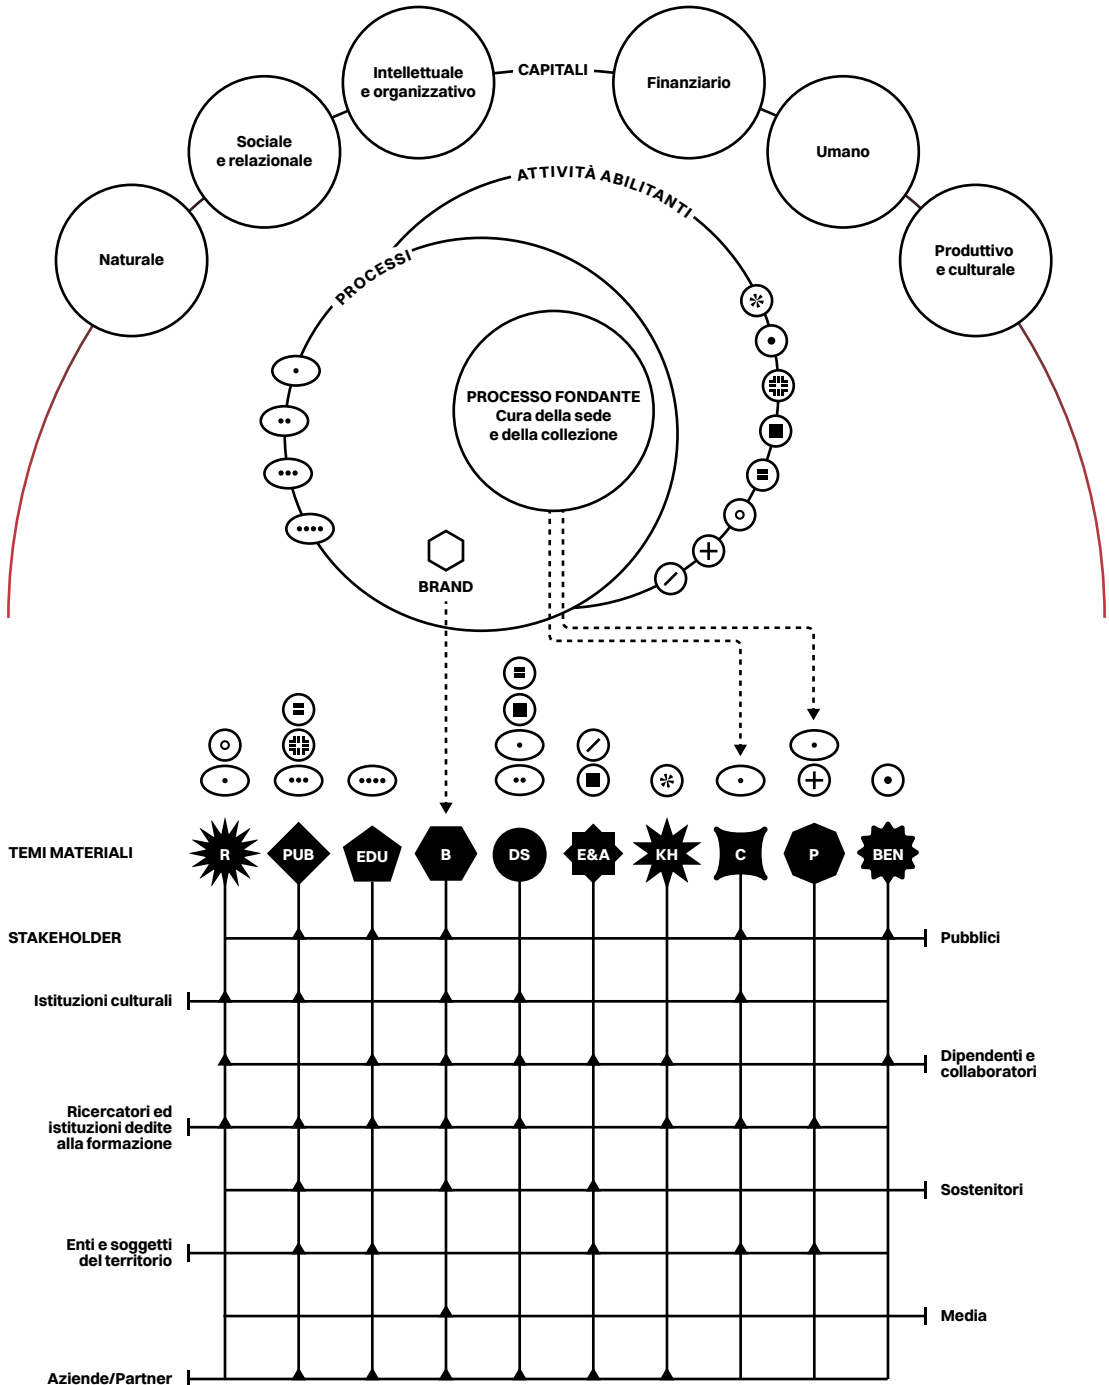 CAPITALI
Intellettuale
e organizzativo
Finanziario
Sociale
e relazionale
Umano
Naturale
Produttivo
e culturale
ATTIVITÀ ABILITANTI
PROCESSI
PROCESSO FONDANTE
Cura della sede
e della collezione
BRAND
TEMI MATERIALI
R
PUB
EDU
B
DS
E&A
KH
C
P
BEN
STAKEHOLDER
Pubblici
Istituzioni culturali
Dipendenti e
collaboratori
Ricercatori ed
istituzioni dedite
alla formazione
Sostenitori
Enti e soggetti
del territorio
Media
Aziende/Partner